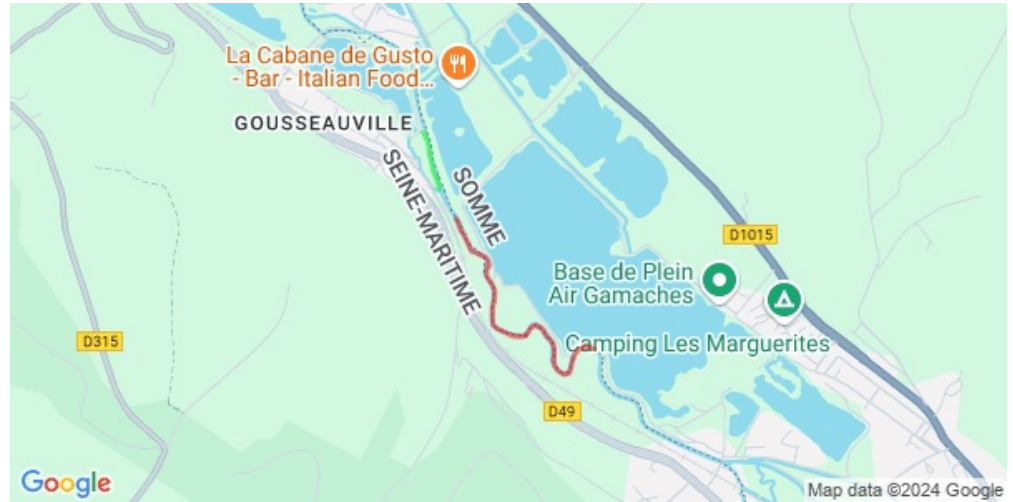 La Cabane de Gusto
- Bar - Italian Food...
GOUSSEAUVILLE
SEINE-MARITIME
SOMME
D1015
Base de Plein
Air Gamaches
Camping Les Marguerites
D315
D49
Google
Map data ©2024 Google